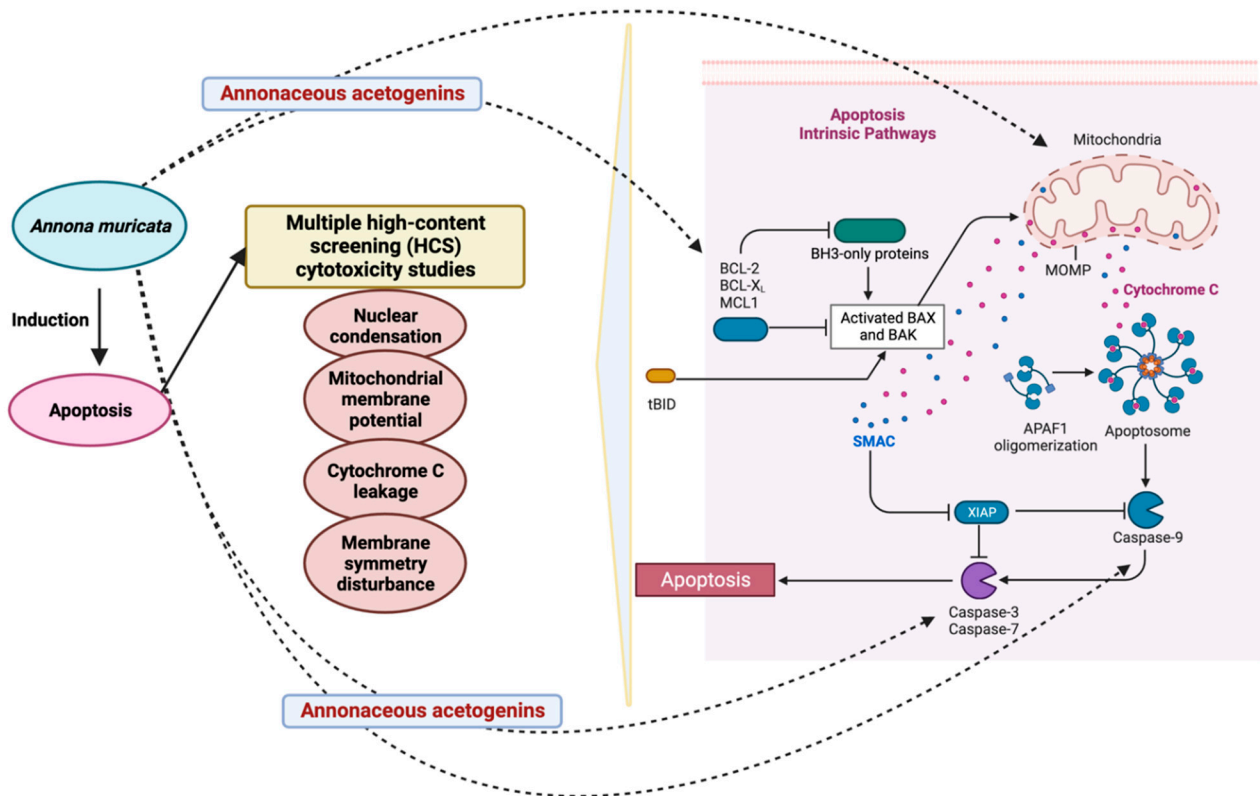 Annonaceous acetogenins
Annona muricata
Induction
Apoptosis
Multiple high-content
screening (HCS)
cytotoxicity studies
Nuclear
condensation
Mitochondrial
membrane
potential
Cytochrome C
leakage
Membrane
symmetry
disturbance
Annonaceous acetogenins
Apoptosis
Intrinsic Pathways
Mitochondria
MOMP
Cytochrome C
BH3-only proteins
BCL-2
BCL-XL
MCL1
Activated BAX
and BAK
tBID
SMAC
APAF1
oligomerization
Apoptosome
XIAP
Caspase-9
Apoptosis
Caspase-3
Caspase-7